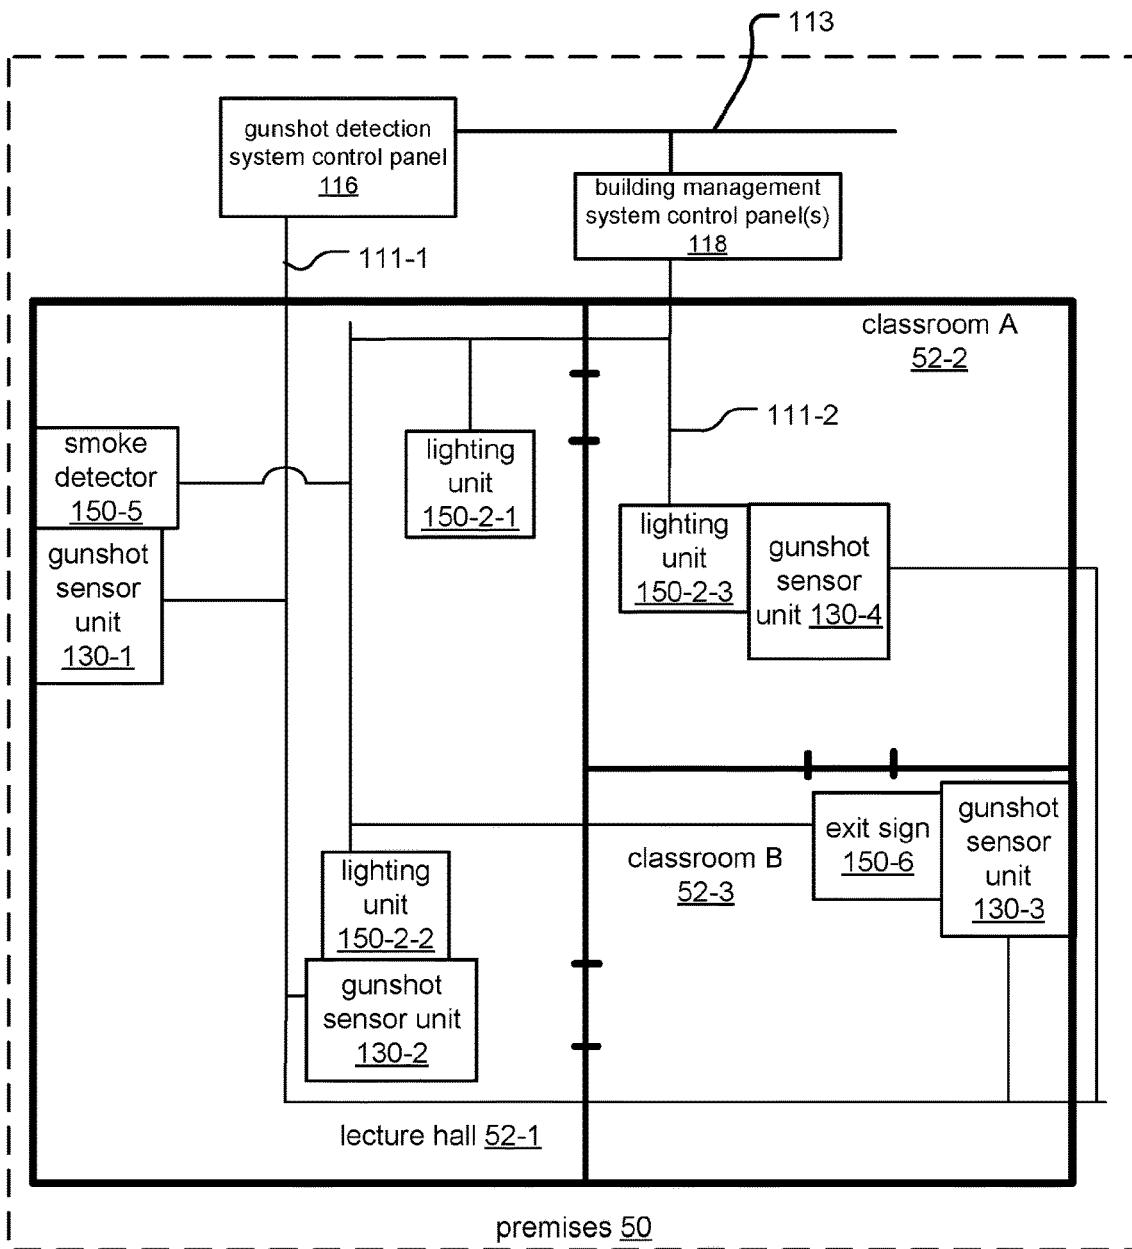 113
gunshot detection
system control panel
116
building management
system control panel(s)
118
111-1
classroom A
52-2
111-2
smoke
detector
150-5
lighting
unit
150-2-1
gunshot
sensor
unit
130-1
lighting
unit
150-2-3
gunshot
sensor
unit 130-4
exit sign
150-6
gunshot
sensor
unit
130-3
classroom B
52-3
lighting
unit
150-2-2
gunshot
sensor unit
130-2
lecture hall 52-1
premises 50